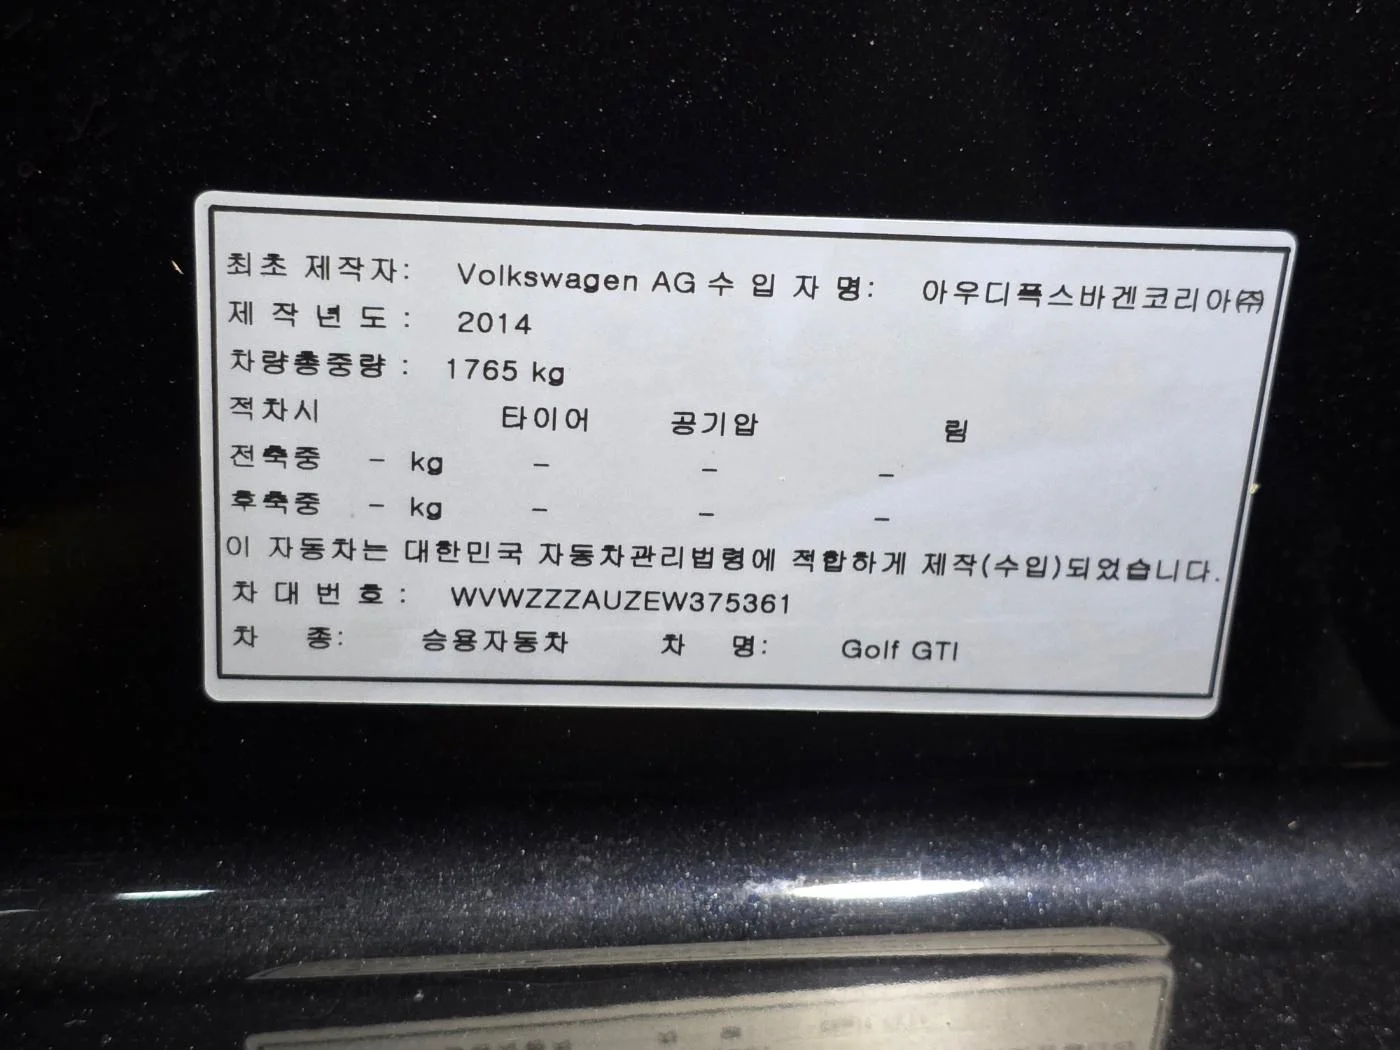 최초 제작자: Volkswagen AG 수 입 자 명: 아우디폭스바겐코리아㈜
제 작 년 도 : 2014
차량총중량 : 1765 kg
적차시 타이어 공기압 림
전축중 - kg - - -
후축중 - kg - - -
이 자동차는 대한민국 자동차관리법령에 적합하게 제작(수입)되었습니다.
차 대 번 호 : WVWZZZAUZEW375361
차 종: 승용자동차 차 명: Golf GTI